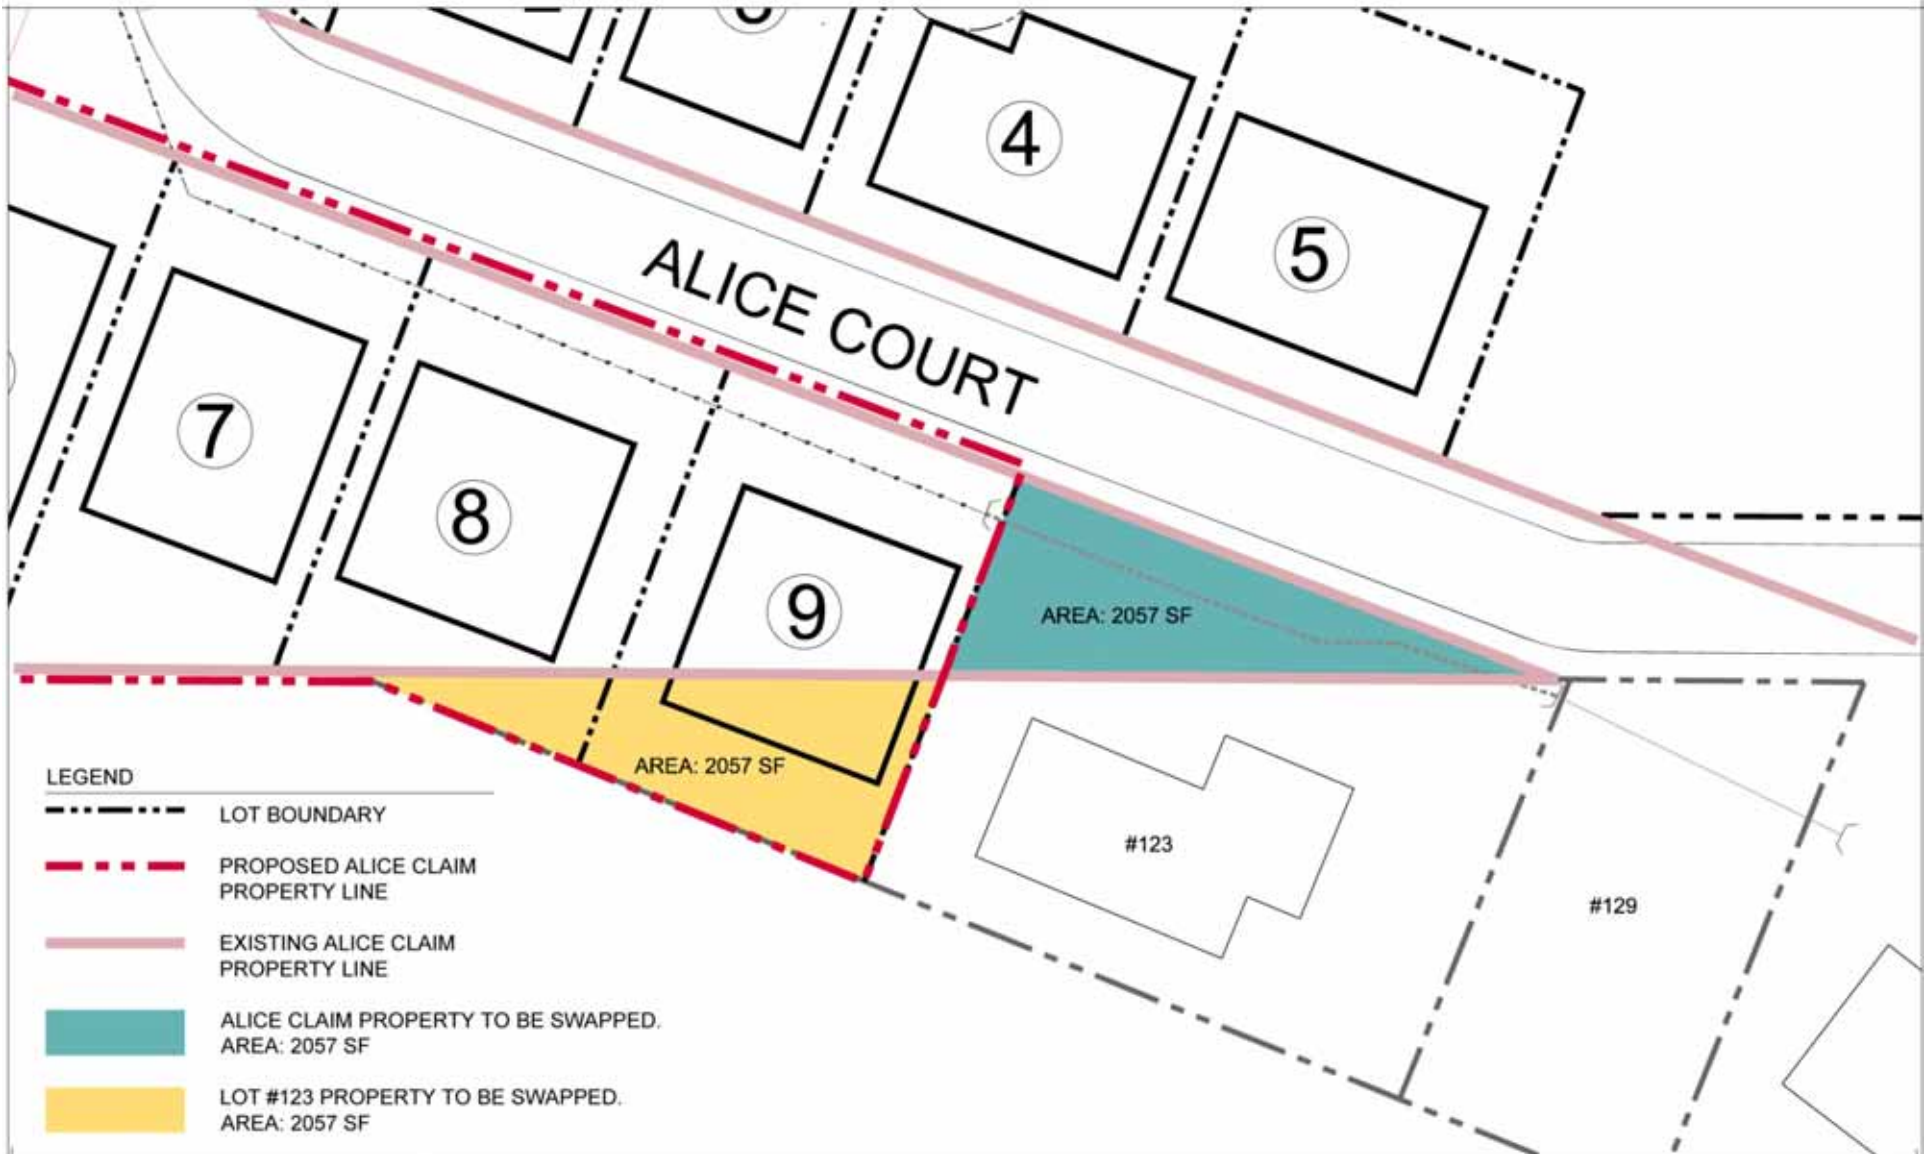 3
4
5
ALICE COURT
7
8
9
AREA: 2057 SF
AREA: 2057 SF
#123
#129
LEGEND
LOT BOUNDARY
PROPOSED ALICE CLAIM
PROPERTY LINE
EXISTING ALICE CLAIM
PROPERTY LINE
ALICE CLAIM PROPERTY TO BE SWAPPED.
AREA: 2057 SF
LOT #123 PROPERTY TO BE SWAPPED.
AREA: 2057 SF